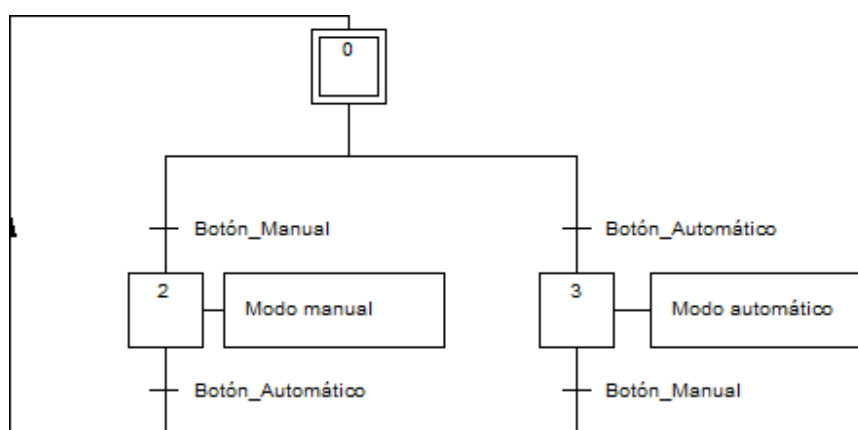 0
Botón_Manual
Botón_Automático
2
Modo manual
3
Modo automático
Botón_Automático
Botón_Manual